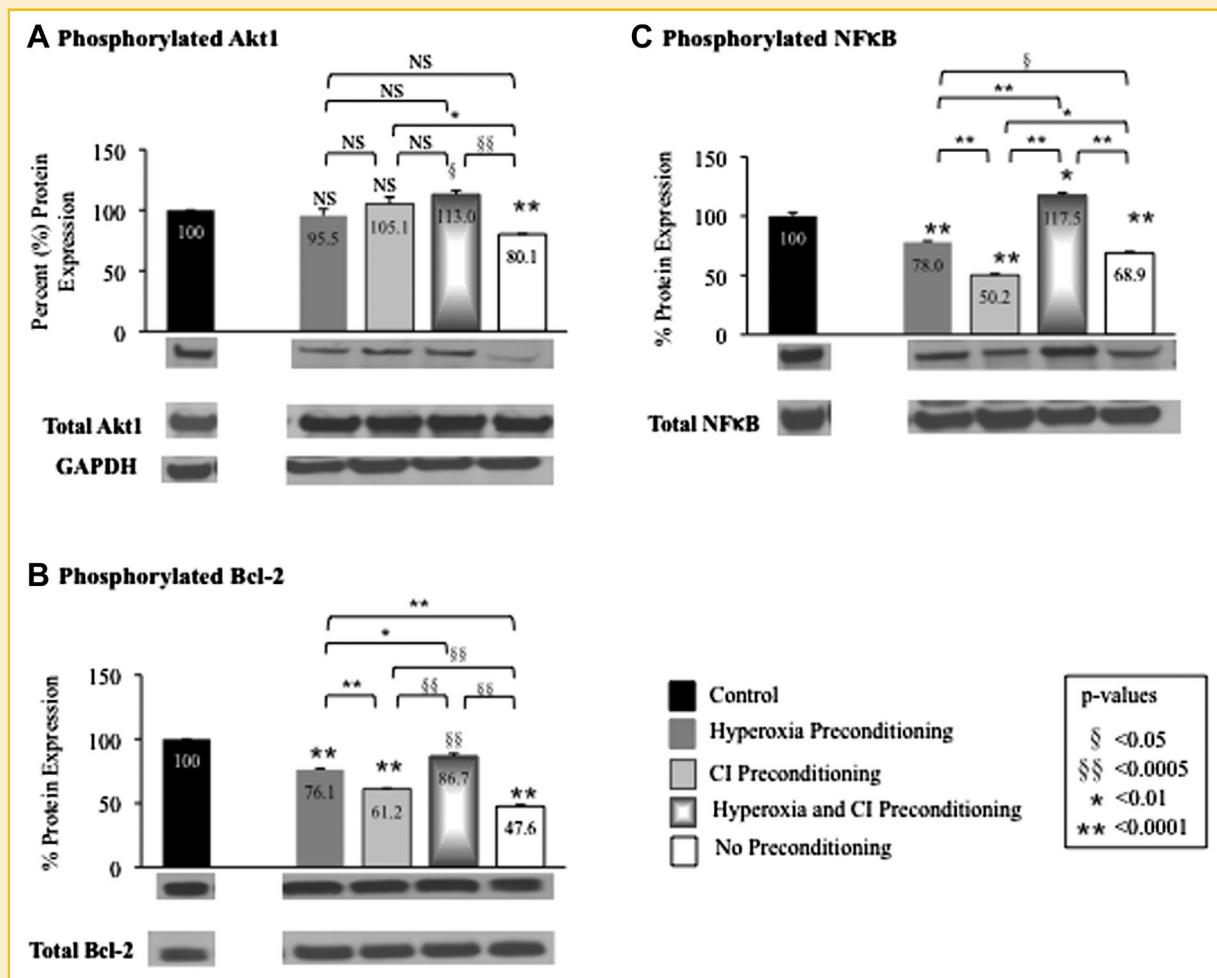 A Phosphorylated Akt1
NS
NS
*
NS
NS
§§
Percent (%) Protein
Expression
150
100
50
0
NS
NS
§
**
100
95.5
105.1
113.0
80.1
Total Akt1
GAPDH
C Phosphorylated NFκB
§
**
*
**
**
**
% Protein Expression
150
100
50
0
**
**
*
**
100
78.0
50.2
117.5
68.9
Total NFκB
B Phosphorylated Bcl-2
**
*
§§
**
§§
§§
% Protein Expression
150
100
50
0
**
**
§§
**
100
76.1
61.2
86.7
47.6
Total Bcl-2
Control
Hyperoxia Preconditioning
CI Preconditioning
Hyperoxia and CI Preconditioning
No Preconditioning
p-values
§ <0.05
§§ <0.0005
* <0.01
** <0.0001